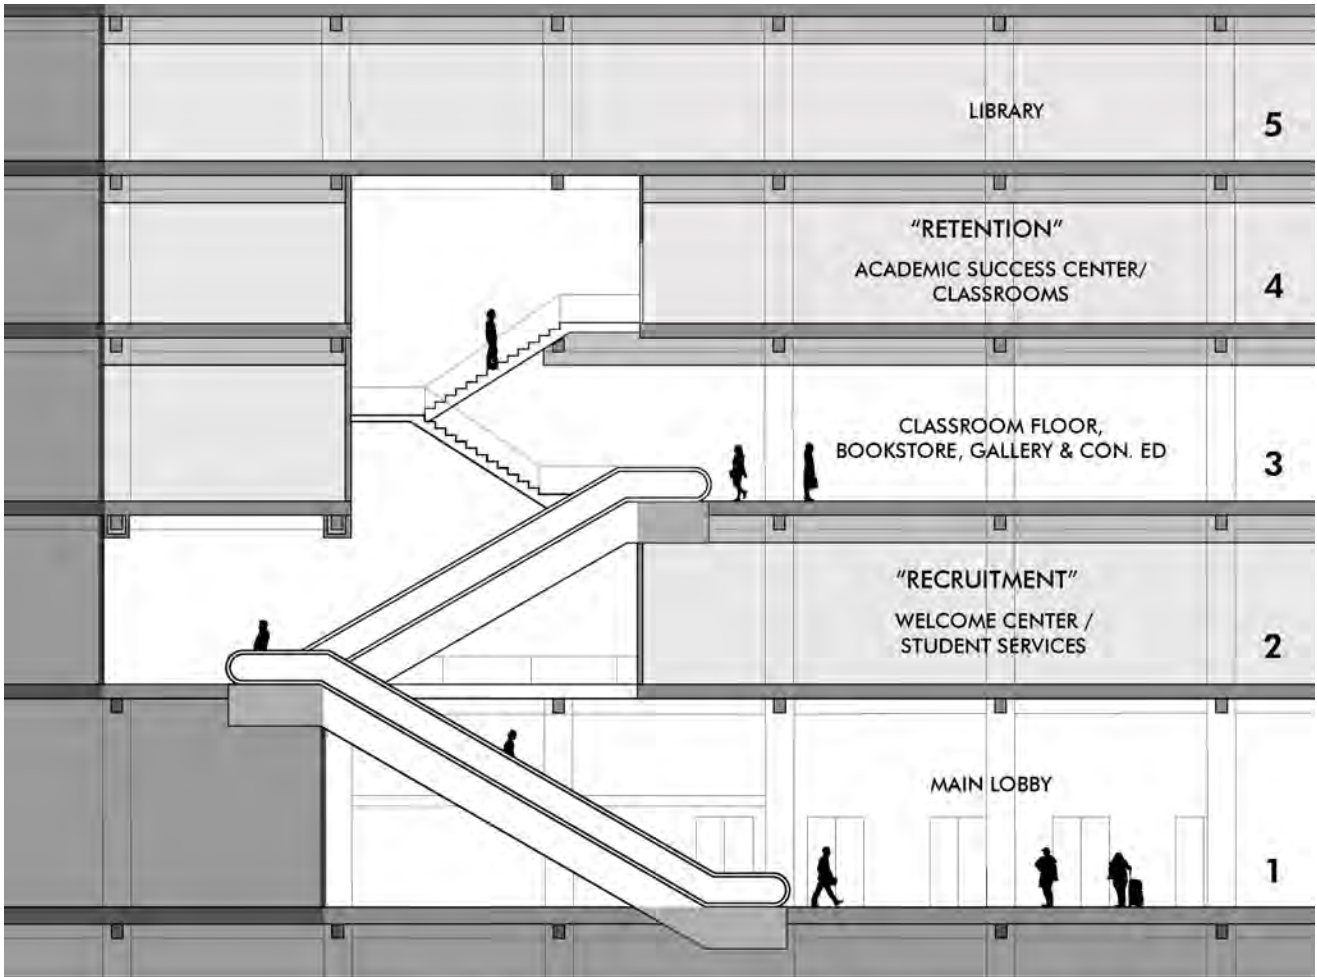 LIBRARY
5
"RETENTION"
ACADEMIC SUCCESS CENTER/
CLASSROOMS
4
CLASSROOM FLOOR,
BOOKSTORE, GALLERY & CON. ED
3
"RECRUITMENT"
WELCOME CENTER /
STUDENT SERVICES
2
MAIN LOBBY
1